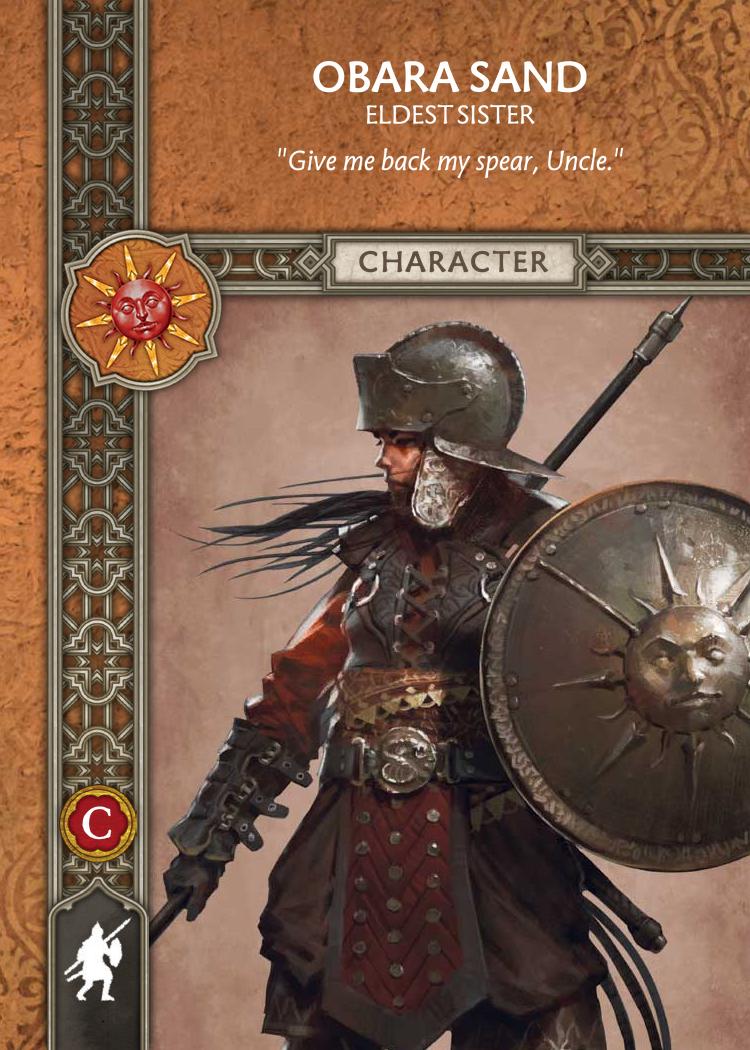 OBARA SAND
ELDEST SISTER
"Give me back my spear, Uncle."
CHARACTER
C